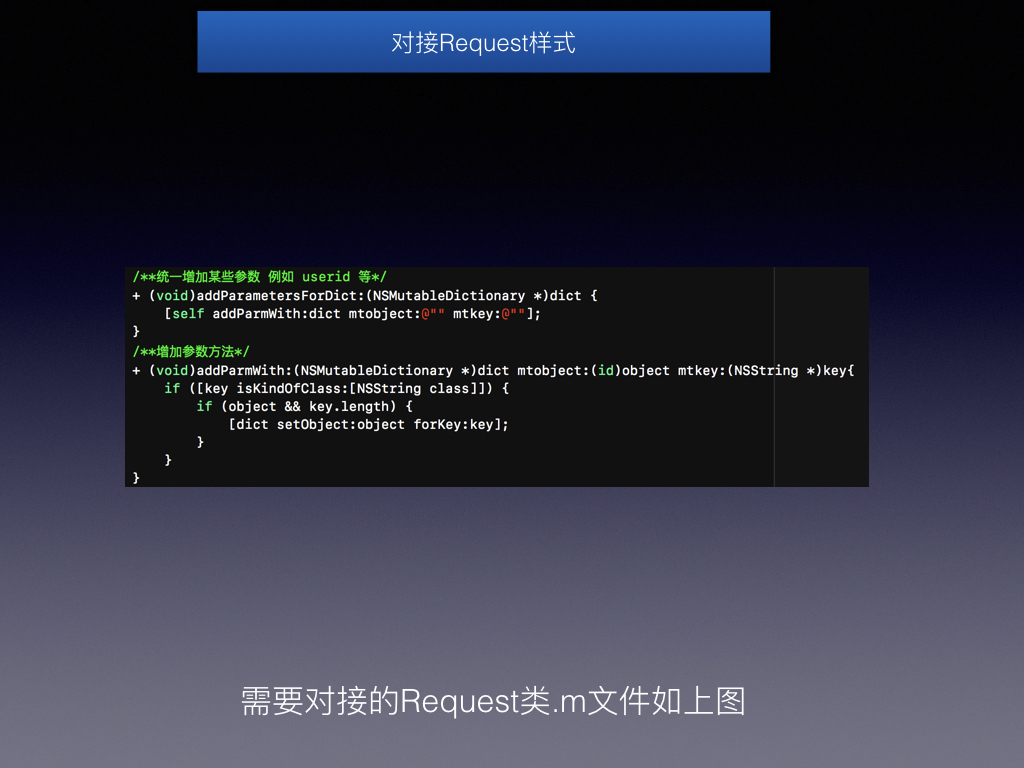 对接Request样式
/**统一增加某些参数 例如 userid 等*/
+ (void)addParametersForDict:(NSMutableDictionary *)dict {
    [self addParmWith:dict mtobject:@"" mtkey:@""];
}
/**增加参数方法*/
+ (void)addParmWith:(NSMutableDictionary *)dict mtobject:(id)object mtkey:(NSString *)key{
    if ([key isKindOfClass:[NSString class]]) {
        if (object && key.length) {
            [dict setObject:object forKey:key];
        }
    }
}
需要对接的Request类.m文件如上图